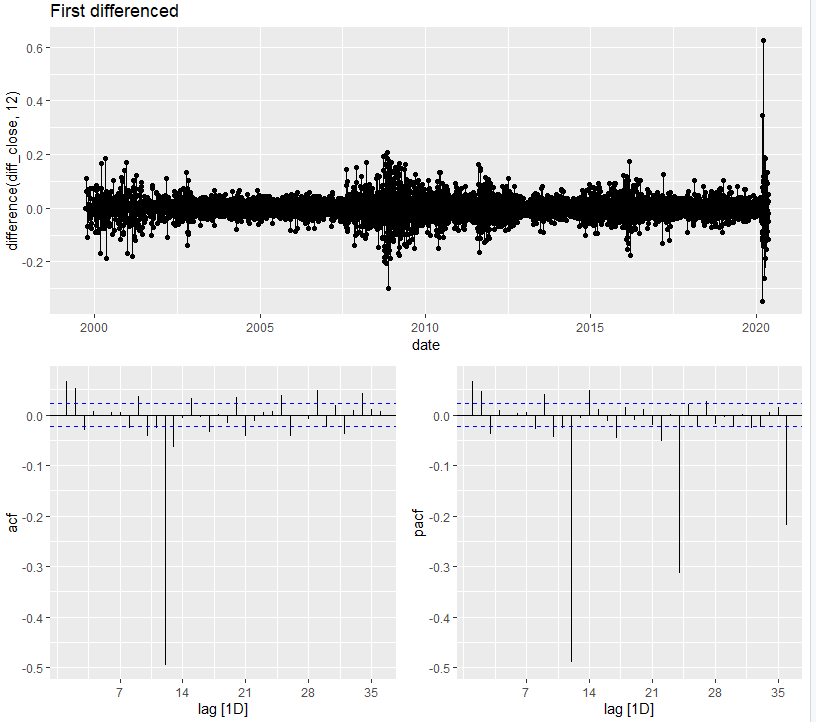 First differenced
difference(diff_close, 12)
0.6
0.4
0.2
0.0
-0.2
2000 2005 2010 2015 2020
date
acf
0.0
-0.1
-0.2
-0.3
-0.4
-0.5
7 14 21 28 35
lag [1D]
pacf
0.0
-0.1
-0.2
-0.3
-0.4
-0.5
7 14 21 28 35
lag [1D]